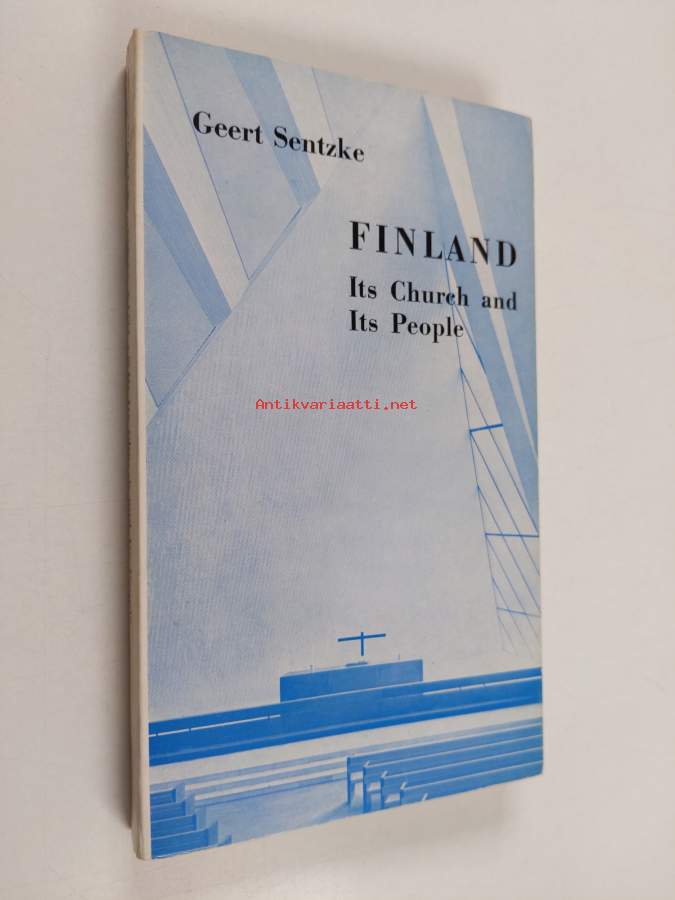 Geert Sentzke
FINLAND
Its Church and
Its People
Antikvariaatti.net